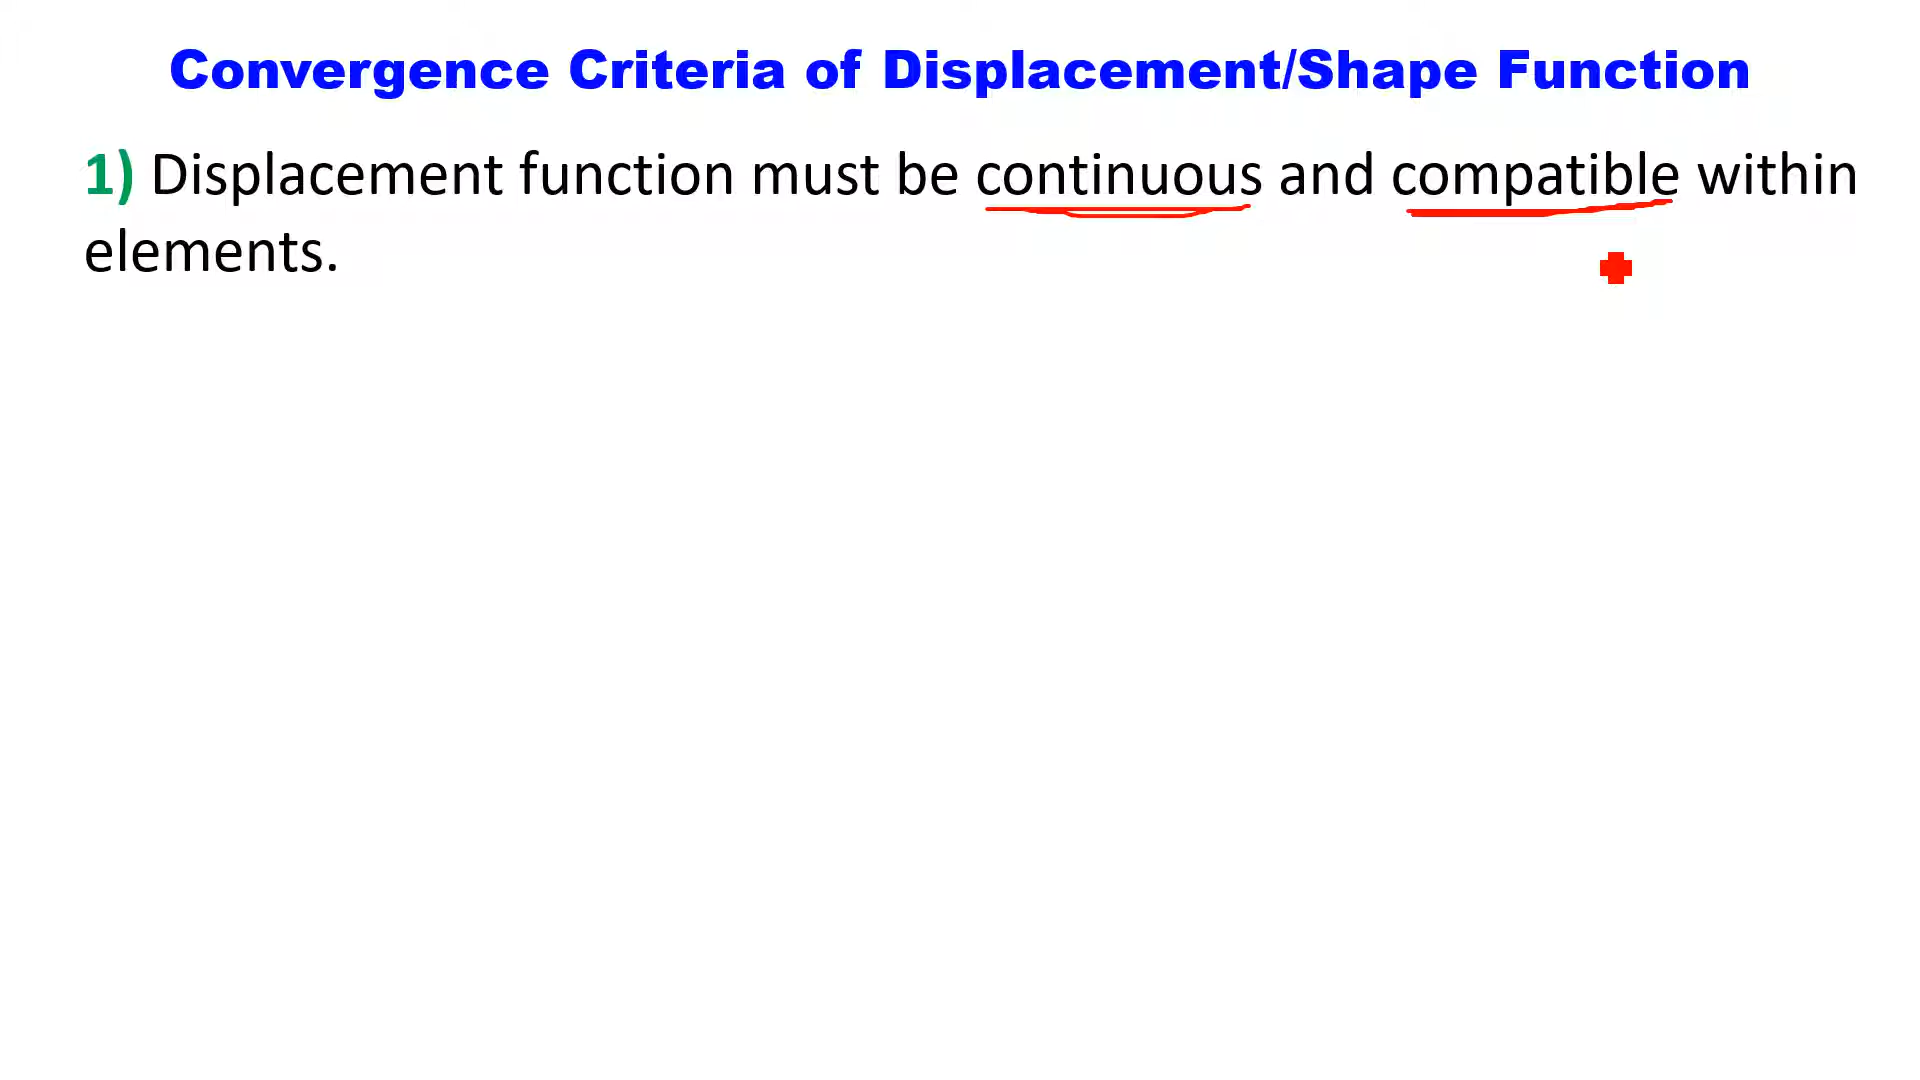 Convergence Criteria of Displacement/Shape Function
1) Displacement function must be continuous and compatible within
elements.